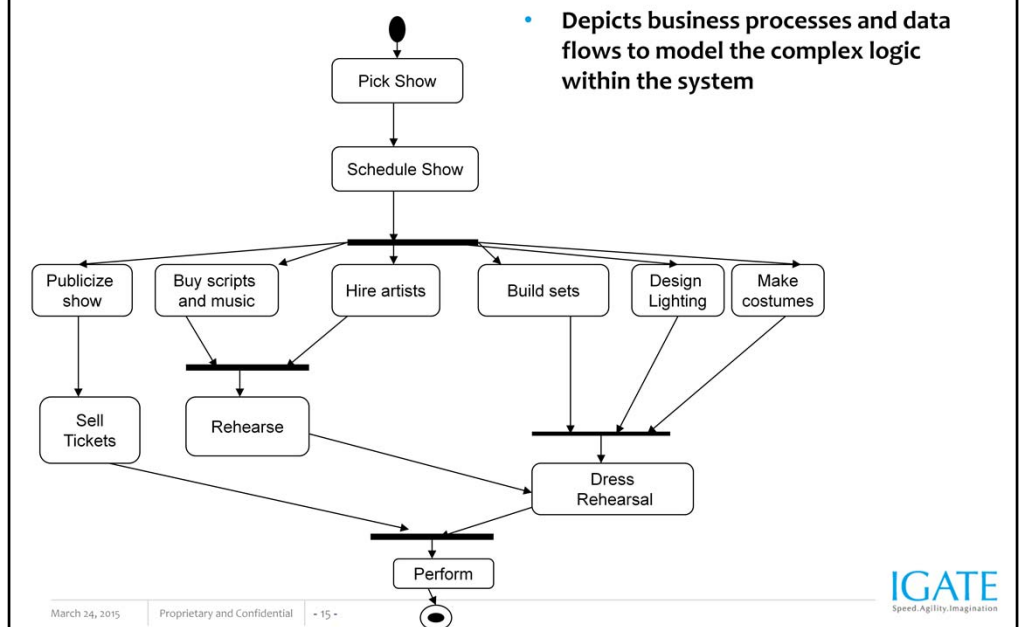 • Depicts business processes and data
flows to model the complex logic
within the system
Pick Show
Schedule Show
Publicize
show
Buy scripts
and music
Hire artists
Build sets
Design
Lighting
Make
costumes
Sell
Tickets
Rehearse
Dress
Rehearsal
Perform
March 24, 2015
Proprietary and Confidential
- 15 -
IGATE
Speed.Agility.Imagination